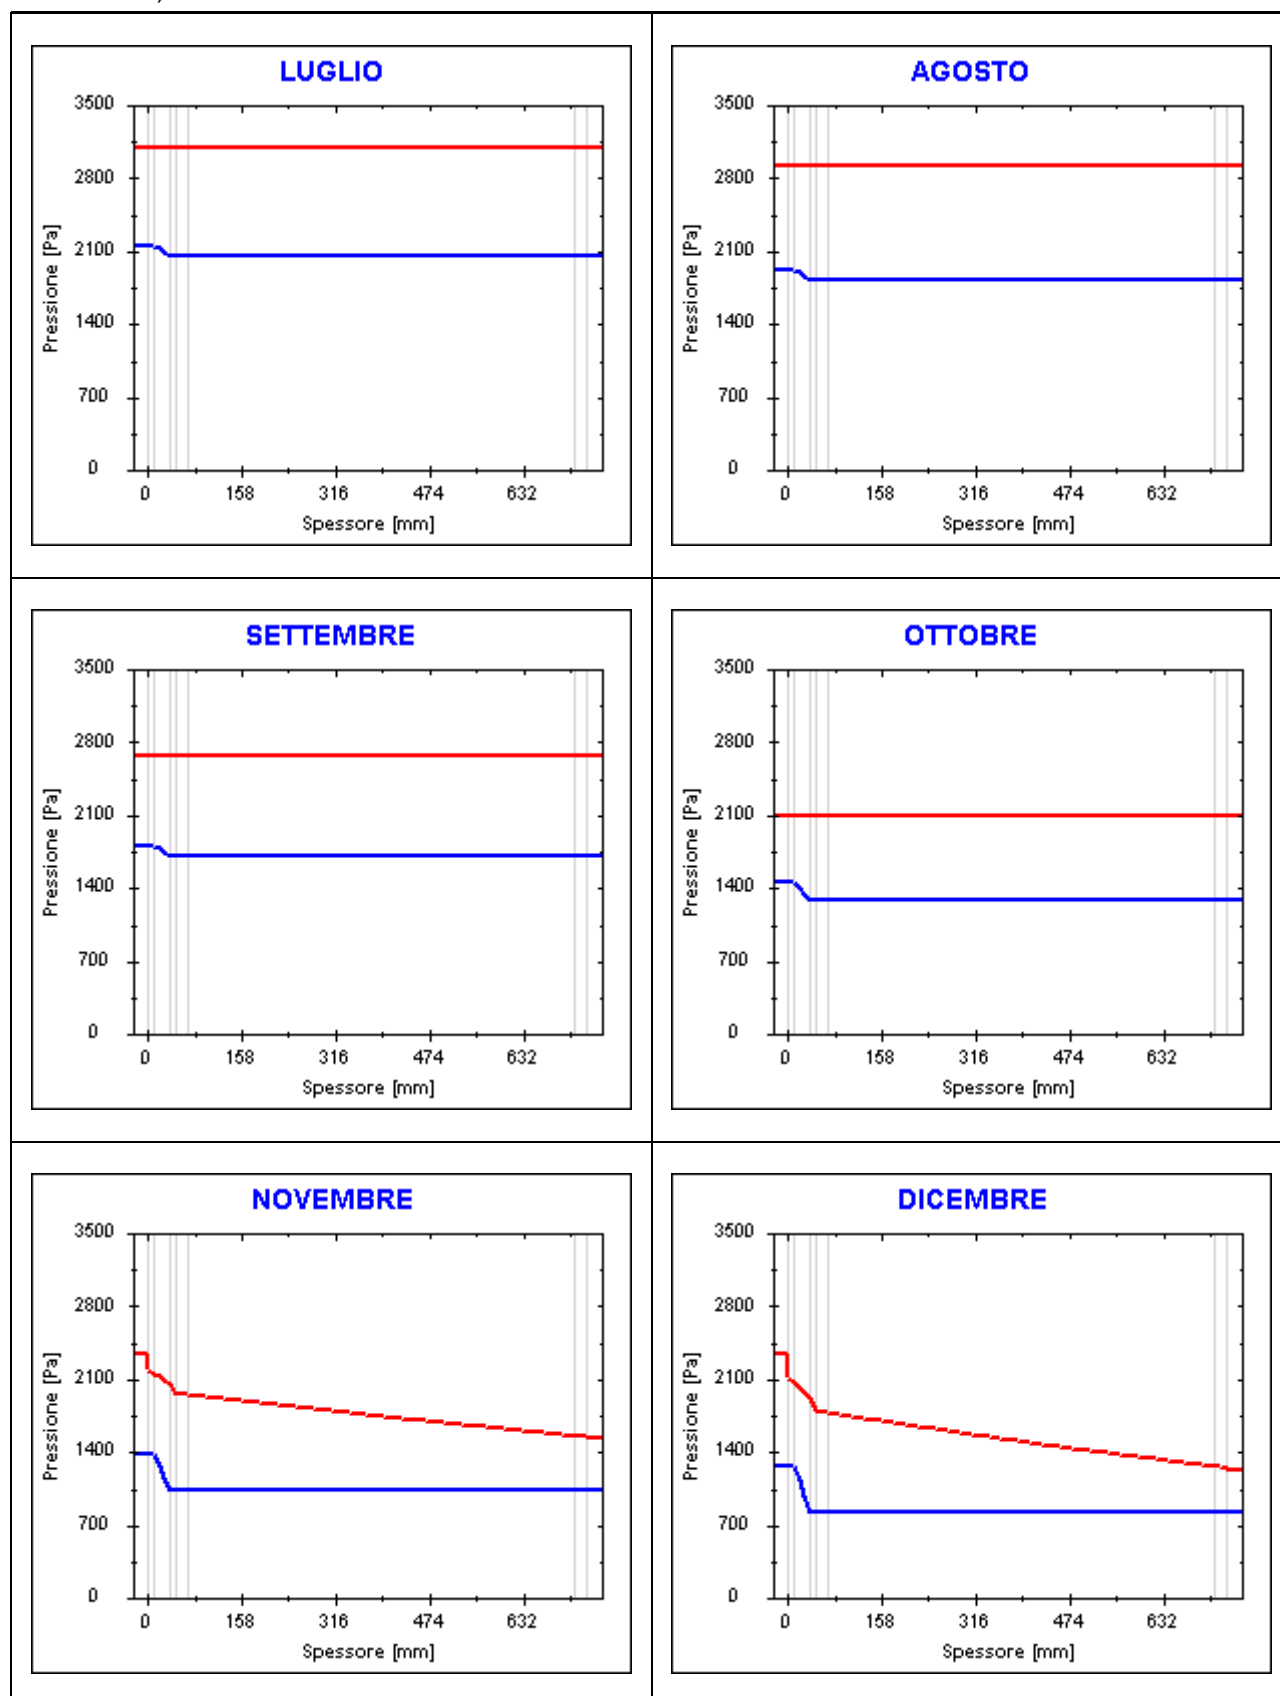 LUGLIO
3500
2800
2100
1400
700
0
Pressione [Pa]
0 158 316 474 632
Spessore [mm]
AGOSTO
3500
2800
2100
1400
700
0
Pressione [Pa]
0 158 316 474 632
Spessore [mm]
SETTEMBRE
3500
2800
2100
1400
700
0
Pressione [Pa]
0 158 316 474 632
Spessore [mm]
OTTOBRE
3500
2800
2100
1400
700
0
Pressione [Pa]
0 158 316 474 632
Spessore [mm]
NOVEMBRE
3500
2800
2100
1400
700
0
Pressione [Pa]
0 158 316 474 632
Spessore [mm]
DICEMBRE
3500
2800
2100
1400
700
0
Pressione [Pa]
0 158 316 474 632
Spessore [mm]